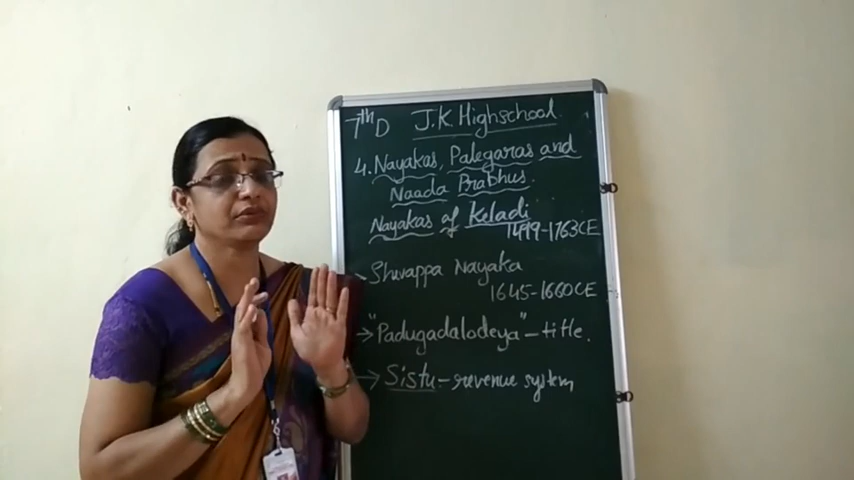 7th D J.K Highschool
4. Nayakas, Palegaras and
Naada Prabhus.
Nayakas of Keladi
1499-1763CE
Shivappa Nayaka
1645-1660CE
→ "Padugadalodeya" - title.
→ Sistu - revenue system